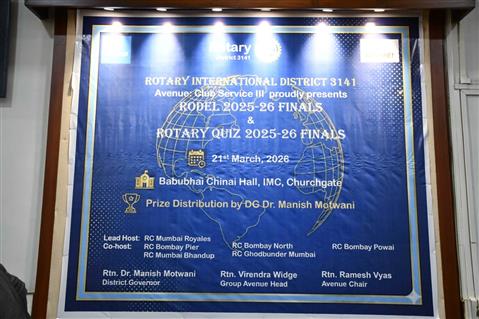 Rotary
District 3141
ROTARY INTERNATIONAL DISTRICT 3141
Avenue: Club Service III proudly presents
RODEL 2025-26 FINALS
&
ROTARY QUIZ 2025-26 FINALS
21st March, 2026
Babubhai Chinai Hall, IMC, Churchgate
Prize Distribution by DG Dr. Manish Motwani
Lead Host: RC Mumbai Royales
Co-host: RC Bombay Pier RC Bombay North RC Bombay Powai
RC Mumbai Bhandup RC Ghodbunder Mumbai
Rtn. Dr. Manish Motwani Rtn. Virendra Widge Rtn. Ramesh Vyas
District Governor Group Avenue Head Avenue Chair